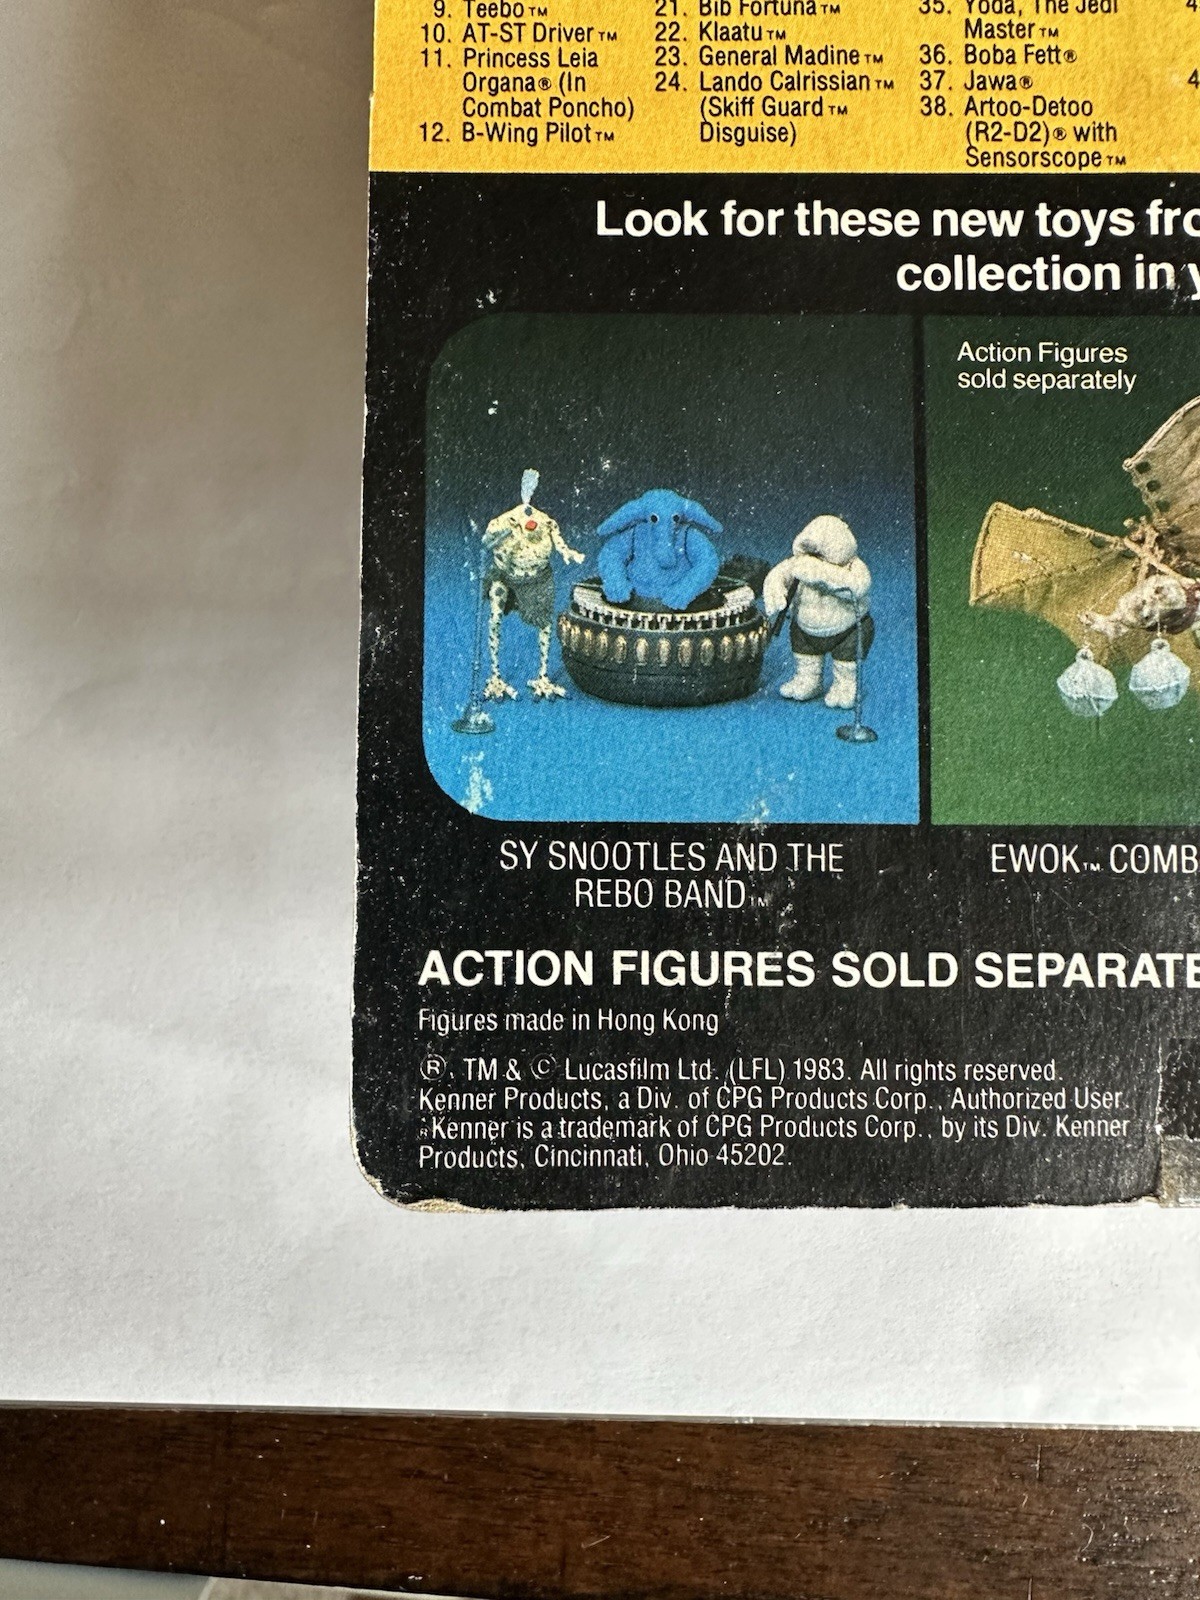 9. Teebo™
10. AT-ST Driver™
11. Princess Leia
Organa® (In
Combat Poncho)
12. B-Wing Pilot™
21. Bib Fortuna™
22. Klaatu™
23. General Madine™
24. Lando Calrissian™
(Skiff Guard™
Disguise)
35. Yoda, The Jedi
Master™
36. Boba Fett®
37. Jawa®
38. Artoo-Detoo
(R2-D2)® with
Sensorscope™
Look for these new toys
collection in
Action Figures
sold separately
SY SNOOTLES AND THE
REBO BAND™
EWOK™
ACTION FIGURES SOLD
Figures made in Hong Kong
®, TM & © Lucasfilm Ltd. (LFL) 1983. All rights reserved.
Kenner Products, a Div. of CPG Products Corp., Authorized User.
®Kenner is a trademark of CPG Products Corp., by its Div. Kenner
Products, Cincinnati, Ohio 45202.